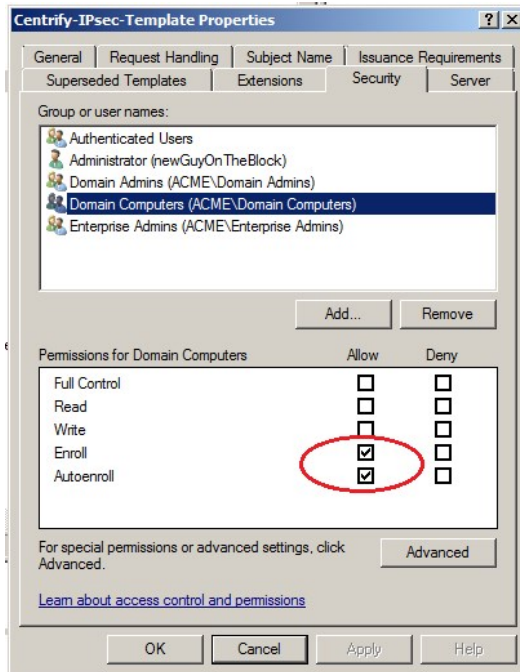 Centrify-IPsec-Template Properties
General Request Handling Subject Name Issuance Requirements
Superseded Templates Extensions Security Server
Group or user names:
Authenticated Users
Administrator (newGuyOnTheBlock)
Domain Admins (ACME\Domain Admins)
Domain Computers (ACME\Domain Computers)
Enterprise Admins (ACME\Enterprise Admins)
Add... Remove
Permissions for Domain Computers Allow Deny
Full Control
Read
Write
Enroll
Autoenroll
For special permissions or advanced settings, click
Advanced.
Advanced
Learn about access control and permissions
OK Cancel Apply Help